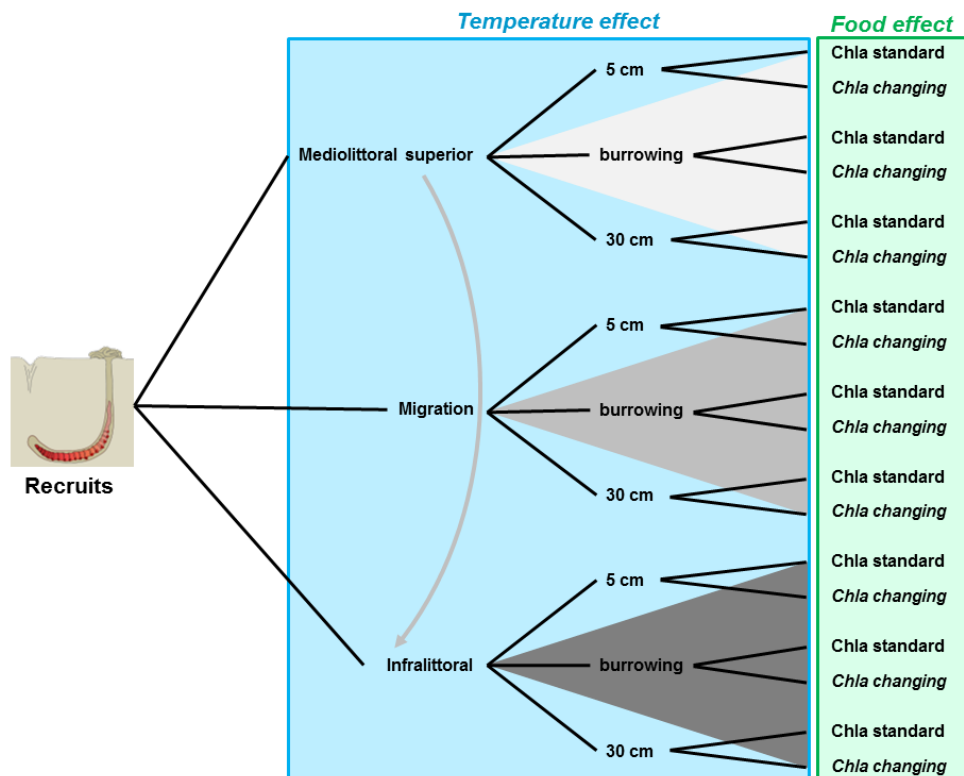 Temperature effect
Food effect
Mediolittoral superior
5 cm
Chla standard
Chla changing
burrowing
Chla standard
Chla changing
30 cm
Chla standard
Chla changing
Recruits
Migration
5 cm
Chla standard
Chla changing
burrowing
Chla standard
Chla changing
30 cm
Chla standard
Chla changing
Infralittoral
5 cm
Chla standard
Chla changing
burrowing
Chla standard
Chla changing
30 cm
Chla standard
Chla changing